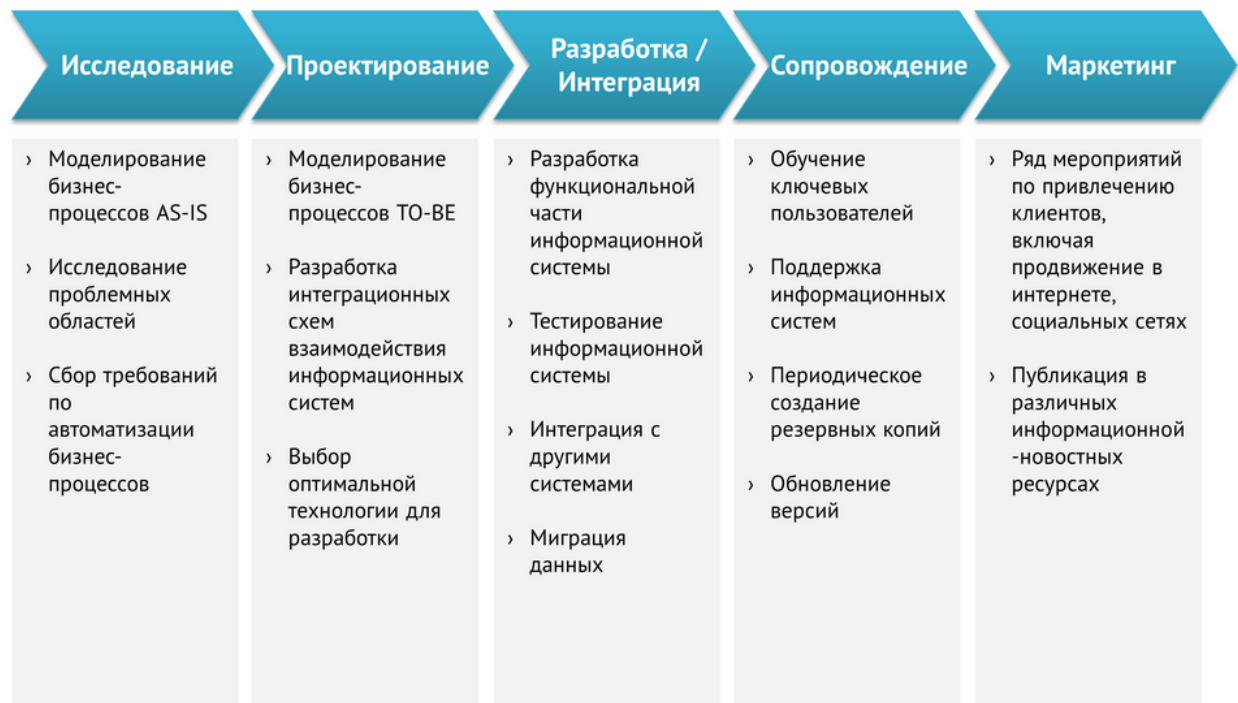 Исследование
Проектирование
Разработка /
Интеграция
Сопровождение
Маркетинг
› Моделирование
бизнес-
процессов AS-IS
› Исследование
проблемных
областей
› Сбор требований
по
автоматизации
бизнес-
процессов
› Моделирование
бизнес-
процессов TO-BE
› Разработка
интеграционных
схем
взаимодействия
информационных
систем
› Выбор
оптимальной
технологии для
разработки
› Разработка
функциональной
части
информационной
системы
› Тестирование
информационной
системы
› Интеграция с
другими
системами
› Миграция
данных
› Обучение
ключевых
пользователей
› Поддержка
информационных
систем
› Периодическое
создание
резервных копий
› Обновление
версий
› Ряд мероприятий
по привлечению
клиентов,
включая
продвижение в
интернете,
социальных сетях
› Публикация в
различных
информационной
-новостных
ресурсах